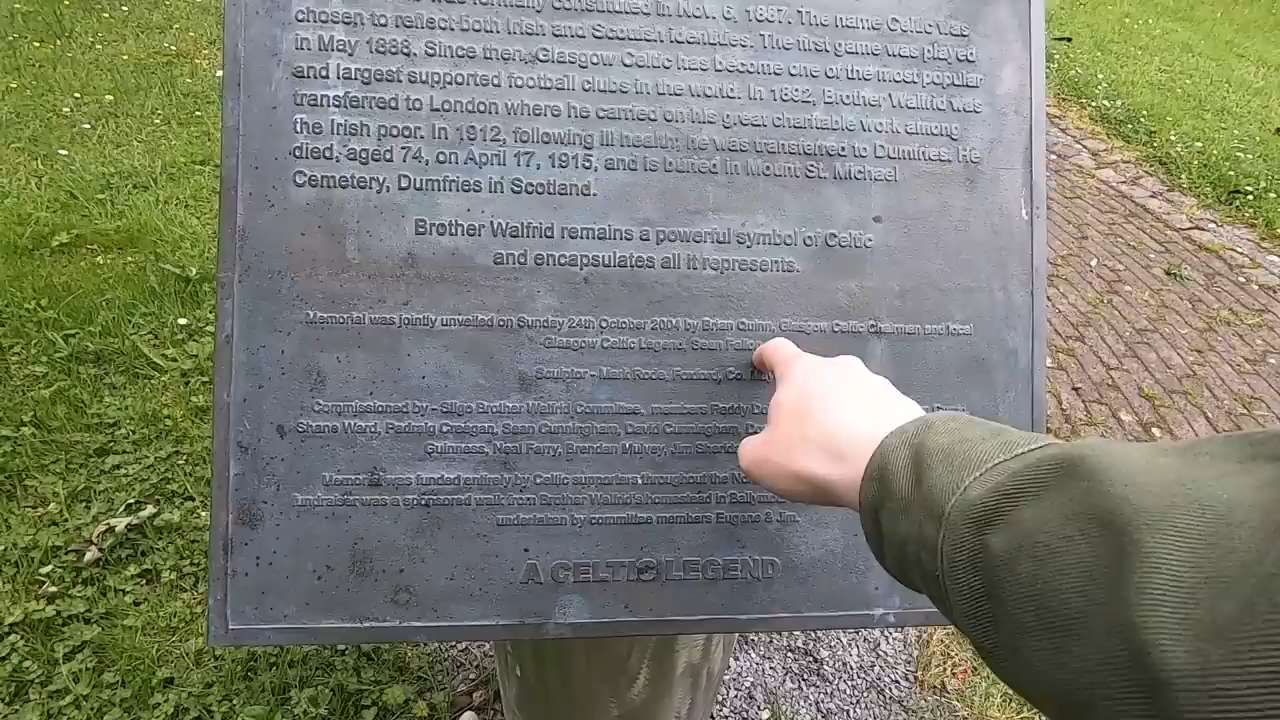 was formally constituted in Nov. 6, 1887. The name Celtic was
chosen to reflect both Irish and Scottish identities. The first game was played
in May 1888. Since then, Glasgow Celtic has become one of the most popular
and largest supported football clubs in the world. In 1892, Brother Walfrid was
transferred to London where he carried on his great charitable work among
the Irish poor. In 1912, following ill health, he was transferred to Dumfries. He
died, aged 74, on April 17, 1915, and is buried in Mount St. Michael
Cemetery, Dumfries in Scotland.
Brother Walfrid remains a powerful symbol of Celtic
and encapsulates all it represents.
Memorial was jointly unveiled on Sunday 24th October 2004 by Brian Quinn, Glasgow Celtic Chairman and local
Glasgow Celtic Legend, Sean Fallon
Sculptor - Mark Rode, Foxford, Co.
Commissioned by - Sligo Brother Walfrid Committee, members Paddy
Shane Ward, Padraig Creegan, Sean Cunningham, David Cunningham,
Guinness, Neal Farry, Brendan Mulvey, Jim
Memorial was funded entirely by Celtic supporters throughout the
fundraiser was a sponsored walk from Brother Walfrid's homestead in
undertaken by committee members Eugene & Jim.
A CELTIC LEGEND